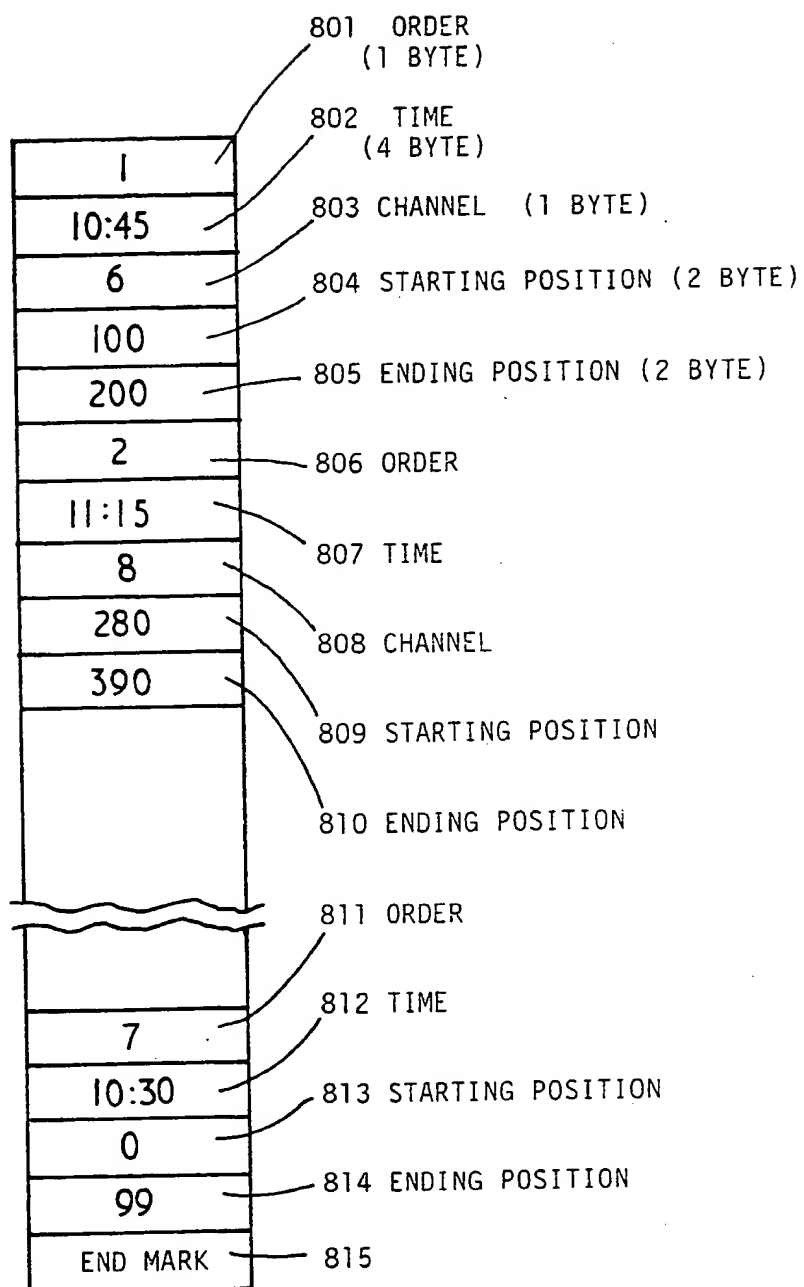 801 ORDER
(1 BYTE)
802 TIME
(4 BYTE)
1
10:45
803 CHANNEL (1 BYTE)
6
804 STARTING POSITION (2 BYTE)
100
805 ENDING POSITION (2 BYTE)
200
2
806 ORDER
11:15
807 TIME
8
808 CHANNEL
280
390
809 STARTING POSITION
810 ENDING POSITION
811 ORDER
812 TIME
7
10:30
813 STARTING POSITION
0
814 ENDING POSITION
99
END MARK
815